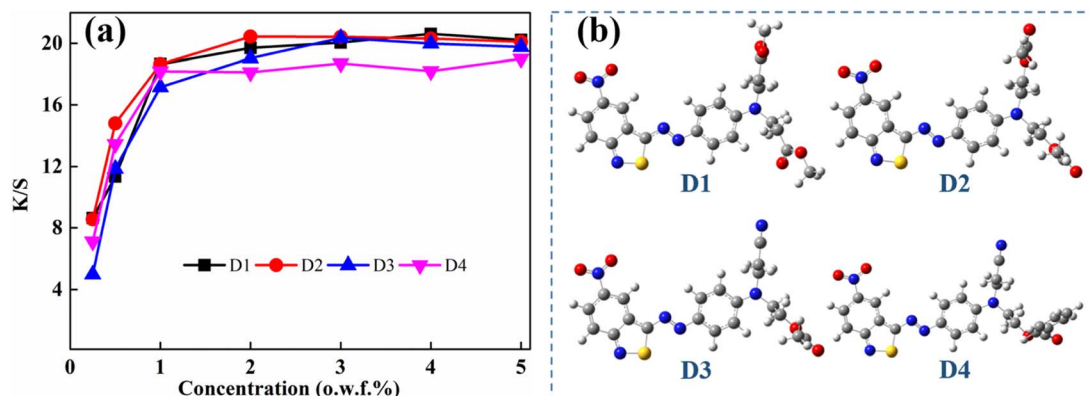 (a)
20
16
12
8
4
K/S
D1 D2 D3 D4
0 1 2 3 4 5
Concentration (o.w.f.%)
(b)
D1 D2
D3 D4